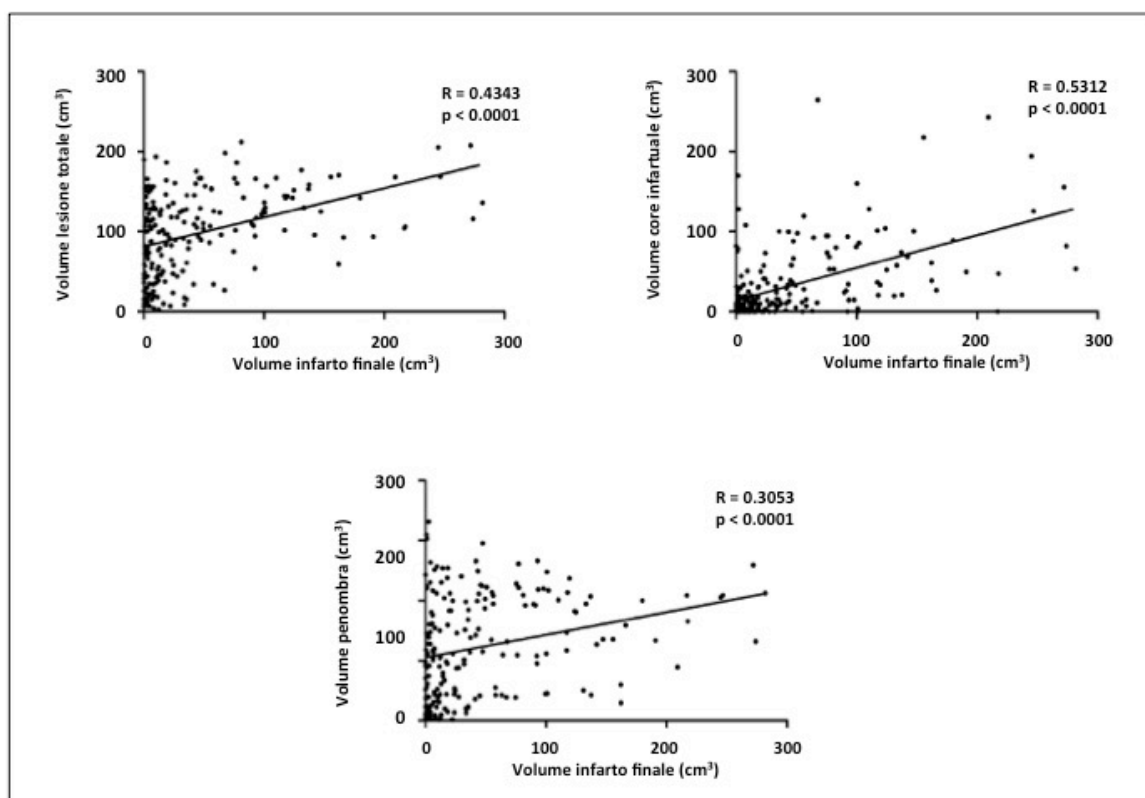 R = 0.4343
p < 0.0001
Volume lesione totale (cm³)
300
200
100
0
0 100 200 300
Volume infarto finale (cm³)
R = 0.5312
p < 0.0001
Volume core infartuale (cm³)
300
200
100
0
0 100 200 300
Volume infarto finale (cm³)
R = 0.3053
p < 0.0001
Volume penombra (cm³)
300
200
100
0
0 100 200 300
Volume infarto finale (cm³)